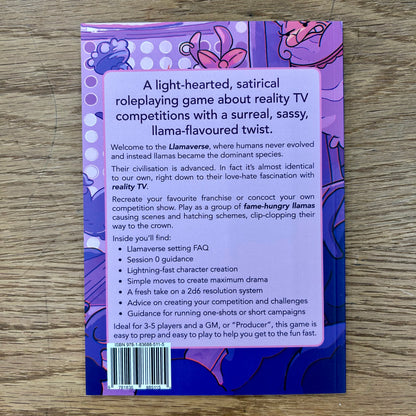 A light-hearted, satirical
roleplaying game about reality TV
competitions with a surreal, sassy,
llama-flavoured twist.
Welcome to the Llamaverse, where humans never evolved
and instead llamas became the dominant species.
Their civilisation is advanced. In fact it's almost identical
to our own, right down to their love-hate fascination with
reality TV.
Recreate your favourite franchise or concoct your own
competition show. Play as a group of fame-hungry llamas
causing scenes and hatching schemes, clip-clopping their
way to the crown.
Inside you'll find:
• Llamaverse setting FAQ
• Session 0 guidance
• Lightning-fast character creation
• Simple moves to create maximum drama
• A fresh take on a 2d6 resolution system
• Advice on creating your competition and challenges
• Guidance for running one-shots or short campaigns
Ideal for 3-5 players and a GM, or "Producer", this game is
easy to prep and easy to play to help you get to the fun fast.